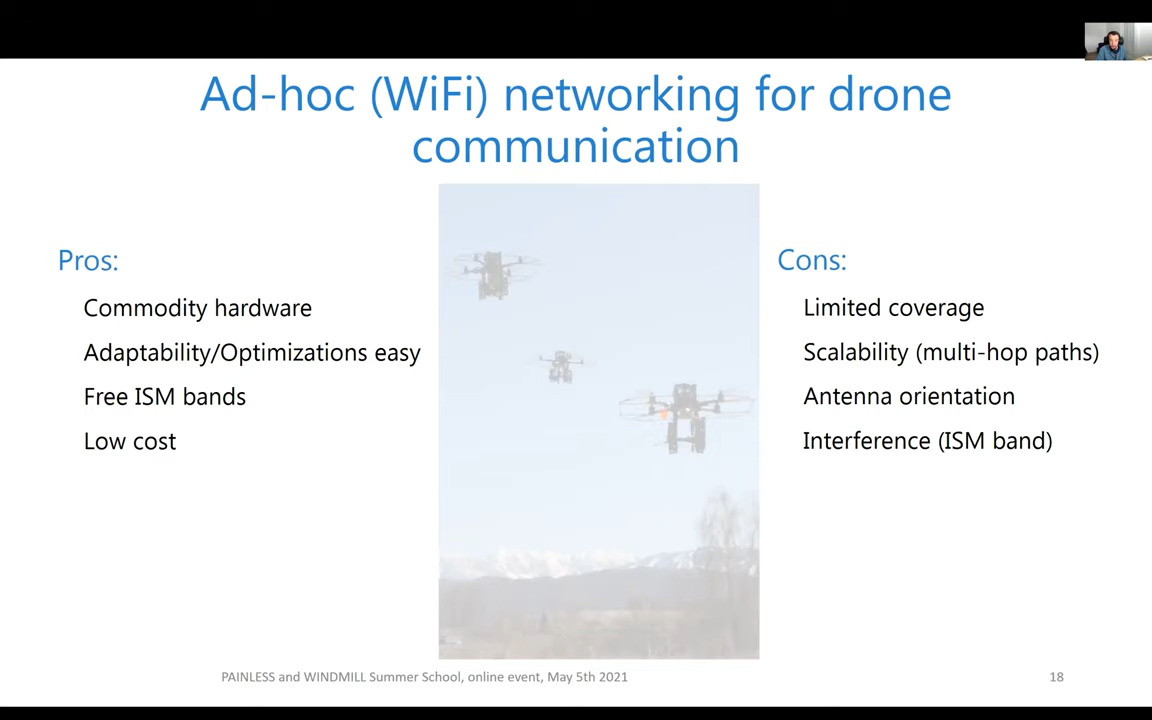 Ad-hoc (WiFi) networking for drone
communication
Pros:
Commodity hardware
Adaptability/Optimizations easy
Free ISM bands
Low cost
Cons:
Limited coverage
Scalability (multi-hop paths)
Antenna orientation
Interference (ISM band)
PAINLESS and WINDMILL Summer School, online event, May 5th 2021
18